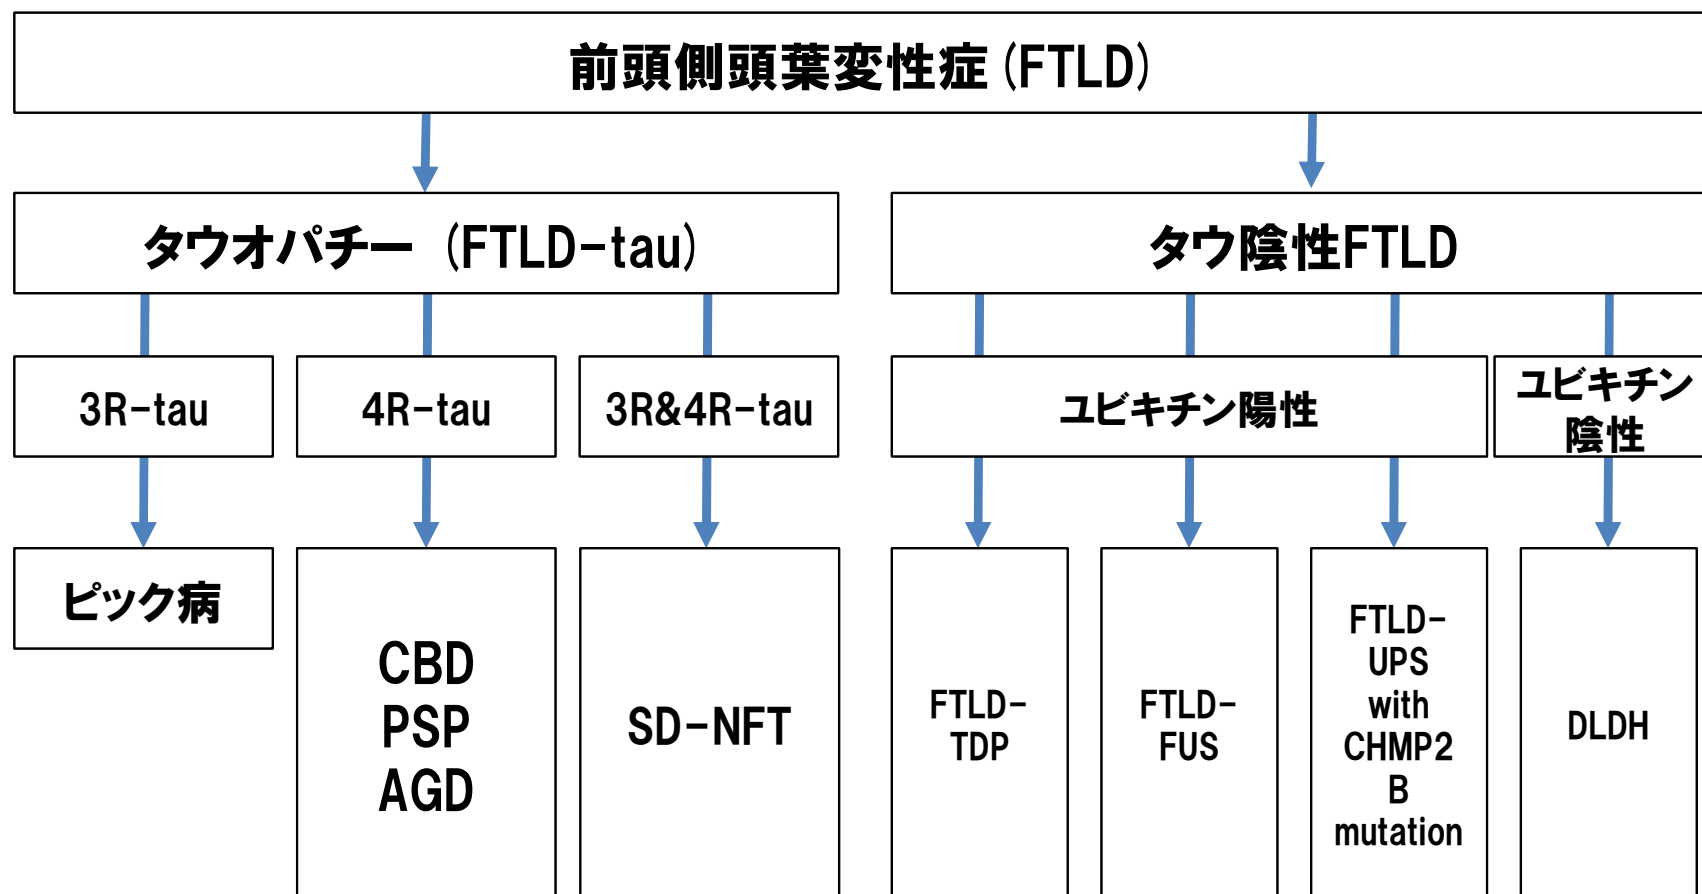 前頭側頭葉変性症(FTLD)
タウオパチー (FTLD-tau)
タウ陰性FTLD
3R-tau
4R-tau
3R&4R-tau
ユビキチン陽性
ユビキチン
陰性
ピック病
CBD
PSP
AGD
SD-NFT
FTLD-
TDP
FTLD-
FUS
FTLD-
UPS
with
CHMP2
B
mutation
DLDH